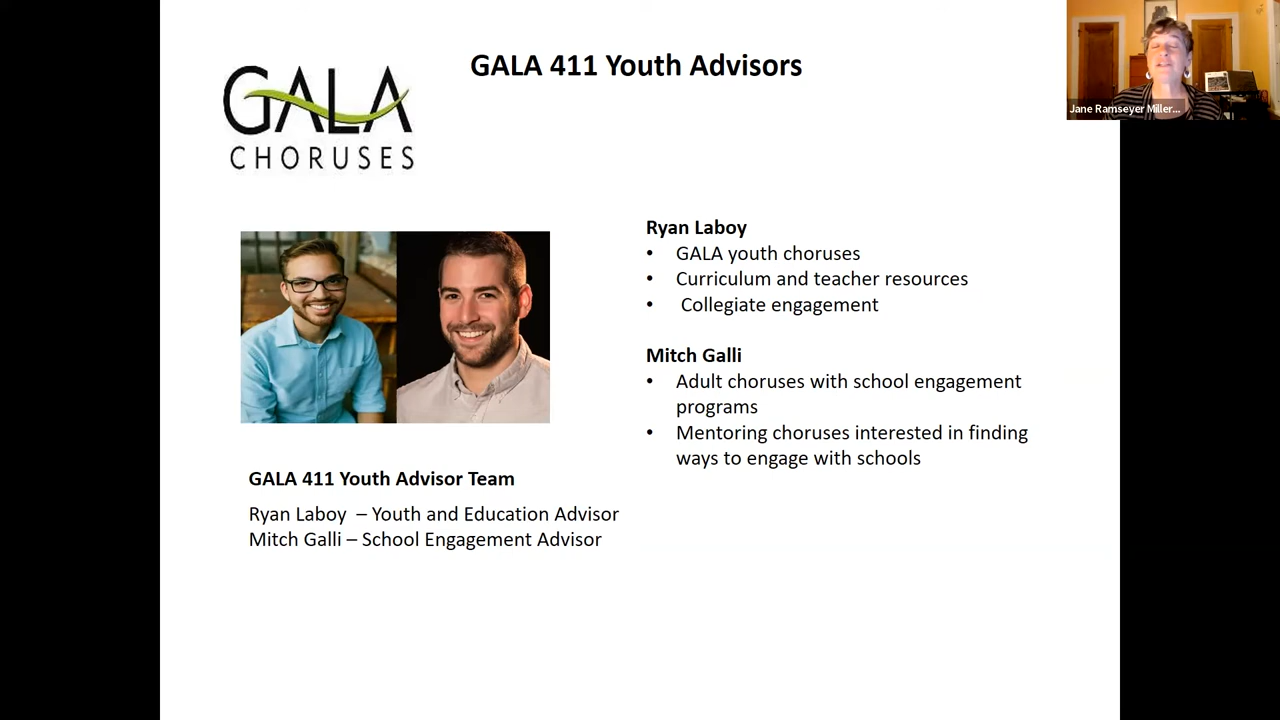 GALA 411 Youth Advisors
GALA
CHORUSES
Jane Ramseyer Miller...
Ryan Laboy
• GALA youth choruses
• Curriculum and teacher resources
• Collegiate engagement
Mitch Galli
• Adult choruses with school engagement
programs
• Mentoring choruses interested in finding
ways to engage with schools
GALA 411 Youth Advisor Team
Ryan Laboy – Youth and Education Advisor
Mitch Galli – School Engagement Advisor